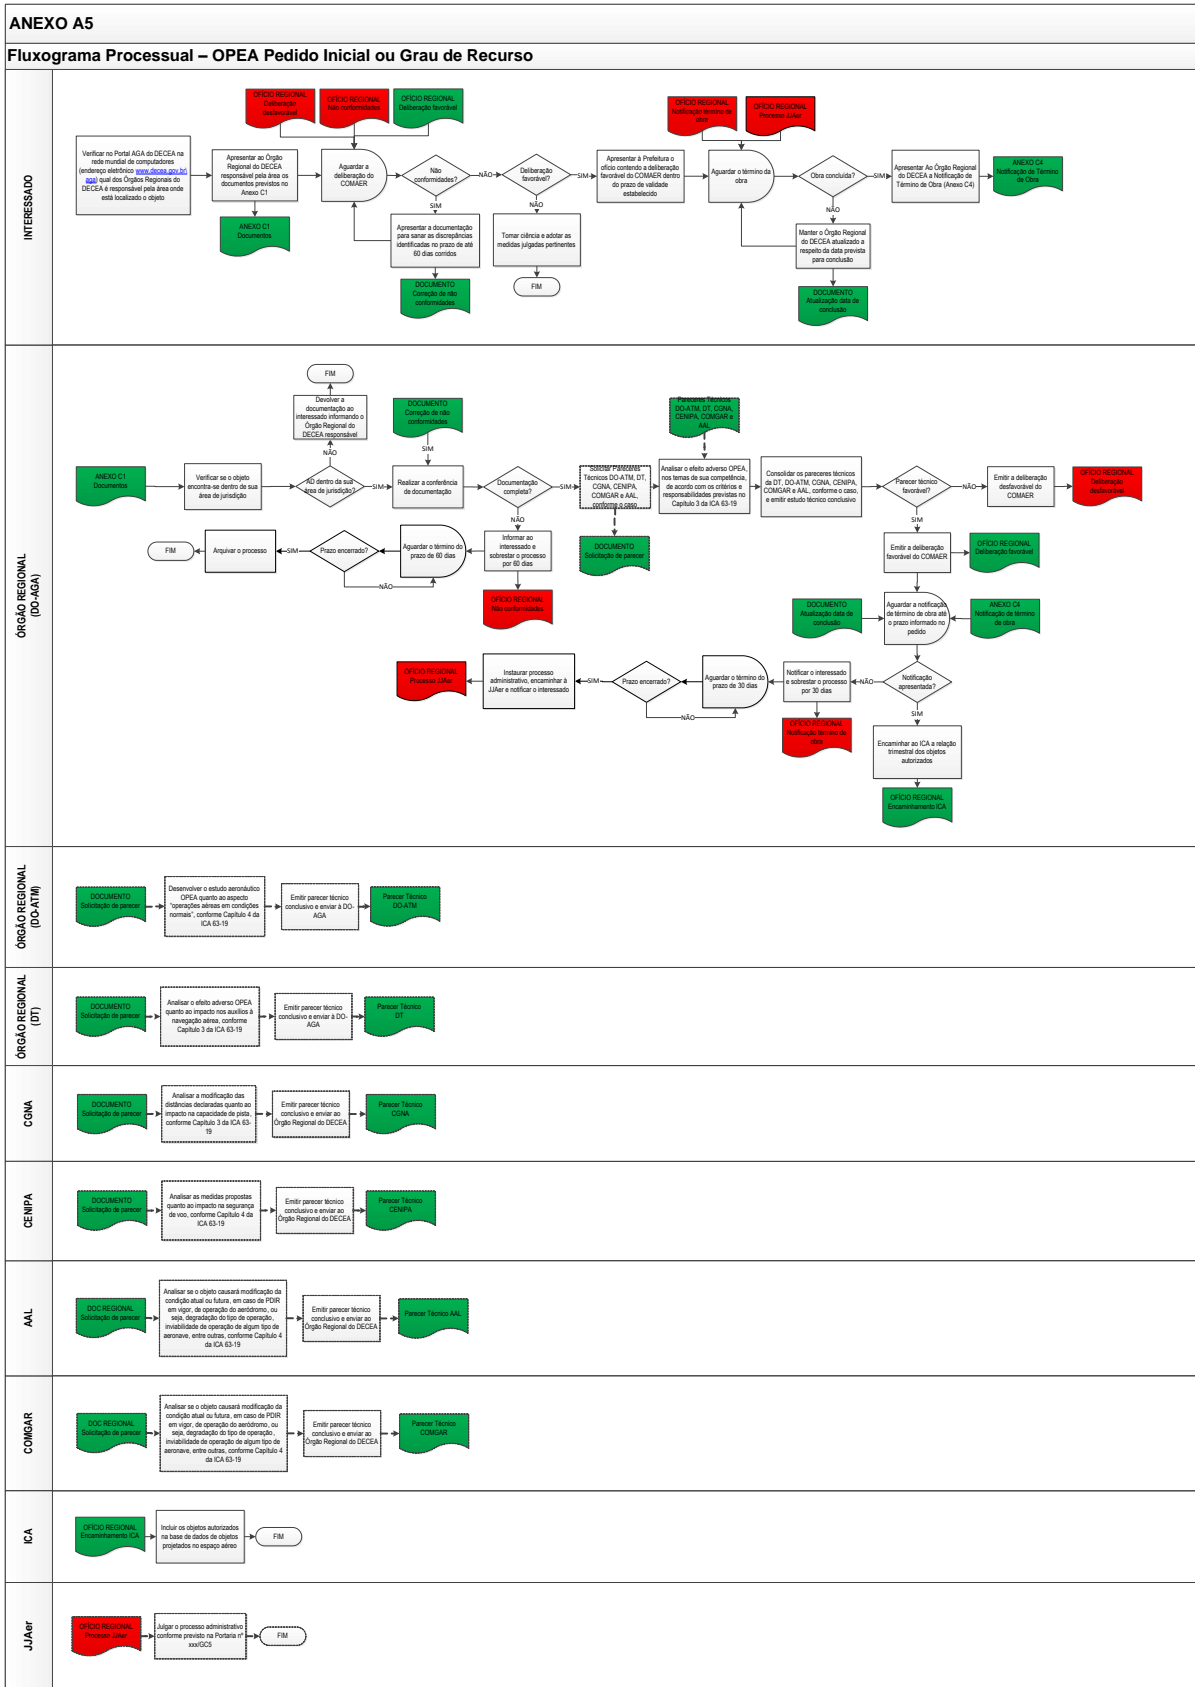 ANEXO A5
Fluxograma Processual – OPEA Pedido Inicial ou Grau de Recurso
INTERESSADO
OFÍCIO REGIONAL
Deliberação
desfavorável
OFÍCIO REGIONAL
Não conformidades
OFÍCIO REGIONAL
Deliberação favorável
OFÍCIO REGIONAL
Notificação término de
obra
OFÍCIO REGIONAL
Processo JJAer
Verificar no Portal AGA do DECEA na
rede mundial de computadores
(endereço eletrônico www.decea.gov.br\
aga) qual dos Órgãos Regionais do
DECEA é responsável pela área onde
está localizado o objeto
Apresentar ao Órgão
Regional do DECEA
responsável pela área os
documentos previstos no
Anexo C1
Aguardar a
deliberação do
COMAER
Não
conformidades?
NÃO
Deliberação
favorável?
SIM
Apresentar à Prefeitura o
ofício contendo a deliberação
favorável do COMAER dentro
do prazo de validade
estabelecido
Aguardar o término da
obra
Obra concluída?
SIM
Apresentar Ao Órgão Regional
do DECEA a Notificação de
Término de Obra (Anexo C4)
ANEXO C4
Notificação de Término
de Obra
SIM
NÃO
NÃO
ANEXO C1
Documentos
Apresentar a documentação
para sanar as discrepâncias
identificadas no prazo de até
60 dias corridos
Tomar ciência e adotar as
medidas julgadas pertinentes
Manter o Órgão Regional
do DECEA atualizado a
respeito da data prevista
para conclusão
DOCUMENTO
Correção de não
conformidades
FIM
DOCUMENTO
Atualização data de
conclusão
ÓRGÃO REGIONAL
(DO-AGA)
FIM
Devolver a
documentação ao
interessado informando o
Órgão Regional do
DECEA responsável
DOCUMENTO
Correção de não
conformidades
Pareceres Técnicos
DO-ATM, DT, CGNA,
CENIPA, COMGAR e
AAL
NÃO
SIM
ANEXO C1
Documentos
Verificar se o objeto
encontra-se dentro de sua
área de jurisdição
AD dentro da sua
área de jurisdição?
SIM
Realizar a conferência
de documentação
Documentação
completa?
SIM
Solicitar Pareceres
Técnicos DO-ATM, DT,
CGNA, CENIPA,
COMGAR e AAL,
conforme o caso
Analisar o efeito adverso OPEA,
nos temas de sua competência,
de acordo com os critérios e
responsabilidades previstas no
Capítulo 3 da ICA 63-19
Consolidar os pareceres técnicos
da DT, DO-ATM, CGNA, CENIPA,
COMGAR e AAL, conforme o caso,
e emitir estudo técnico conclusivo
Parecer técnico
favorável?
NÃO
Emitir a deliberação
desfavorável do
COMAER
OFÍCIO REGIONAL
Deliberação
desfavorável
NÃO
SIM
FIM
Arquivar o processo
SIM
Prazo encerrado?
Aguardar o término do
prazo de 60 dias
Informar ao
interessado e
sobrestar o processo
por 60 dias
DOCUMENTO
Solicitação de parecer
Emitir a deliberação
favorável do COMAER
OFÍCIO REGIONAL
Deliberação favorável
NÃO
OFÍCIO REGIONAL
Não conformidades
DOCUMENTO
Atualização data de
conclusão
Aguardar a notificação
de término de obra até
o prazo informado no
pedido
ANEXO C4
Notificação de término
de obra
OFÍCIO REGIONAL
Processo JJAer
Instaurar processo
administrativo, encaminhar à
JJAer e notificar o interessado
SIM
Prazo encerrado?
Aguardar o término do
prazo de 30 dias
Notificar o interessado
e sobrestar o processo
por 30 dias
NÃO
Notificação
apresentada?
NÃO
SIM
OFÍCIO REGIONAL
Notificação término de
obra
Encaminhar ao ICA a relação
trimestral dos objetos
autorizados
OFÍCIO REGIONAL
Encaminhamento ICA
ÓRGÃO REGIONAL
(DO-ATM)
DOCUMENTO
Solicitação de parecer
Desenvolver o estudo aeronáutico
OPEA quanto ao aspecto
“operações aéreas em condições
normais”, conforme Capítulo 4 da
ICA 63-19
Emitir parecer técnico
conclusivo e enviar à DO-
AGA
Parecer Técnico
DO-ATM
ÓRGÃO REGIONAL
(DT)
DOCUMENTO
Solicitação de parecer
Analisar o efeito adverso OPEA
quanto ao impacto nos auxílios à
navegação aérea, conforme
Capítulo 3 da ICA 63-19
Emitir parecer técnico
conclusivo e enviar à DO-
AGA
Parecer Técnico
DT
CGNA
DOCUMENTO
Solicitação de parecer
Analisar a modificação das
distâncias declaradas quanto ao
impacto na capacidade de pista,
conforme Capítulo 3 da ICA 63-
19
Emitir parecer técnico
conclusivo e enviar ao
Órgão Regional do DECEA
Parecer Técnico
CGNA
CENIPA
DOCUMENTO
Solicitação de parecer
Analisar as medidas propostas
quanto ao impacto na segurança
de voo, conforme Capítulo 4 da
ICA 63-19
Emitir parecer técnico
conclusivo e enviar ao
Órgão Regional do DECEA
Parecer Técnico
CENIPA
AAL
DOC REGIONAL
Solicitação de parecer
Analisar se o objeto causará modificação da
condição atual ou futura, em caso de PDIR
em vigor, de operação do aeródromo, ou
seja, degradação do tipo de operação,
inviabilidade de operação de algum tipo de
aeronave, entre outras, conforme Capítulo 4
da ICA 63-19
Emitir parecer técnico
conclusivo e enviar ao
Órgão Regional do DECEA
Parecer Técnico AAL
COMGAR
DOC REGIONAL
Solicitação de parecer
Analisar se o objeto causará modificação da
condição atual ou futura, em caso de PDIR
em vigor, de operação do aeródromo, ou
seja, degradação do tipo de operação,
inviabilidade de operação de algum tipo de
aeronave, entre outras, conforme Capítulo 4
da ICA 63-19
Emitir parecer técnico
conclusivo e enviar ao
Órgão Regional do DECEA
Parecer Técnico
COMGAR
ICA
OFÍCIO REGIONAL
Encaminhamento ICA
Incluir os objetos autorizados
na base de dados de objetos
projetados no espaço aéreo
FIM
JJAer
OFÍCIO REGIONAL
Processo JJAer
Julgar o processo administrativo
conforme previsto na Portaria nº
xxx/GC5
FIM